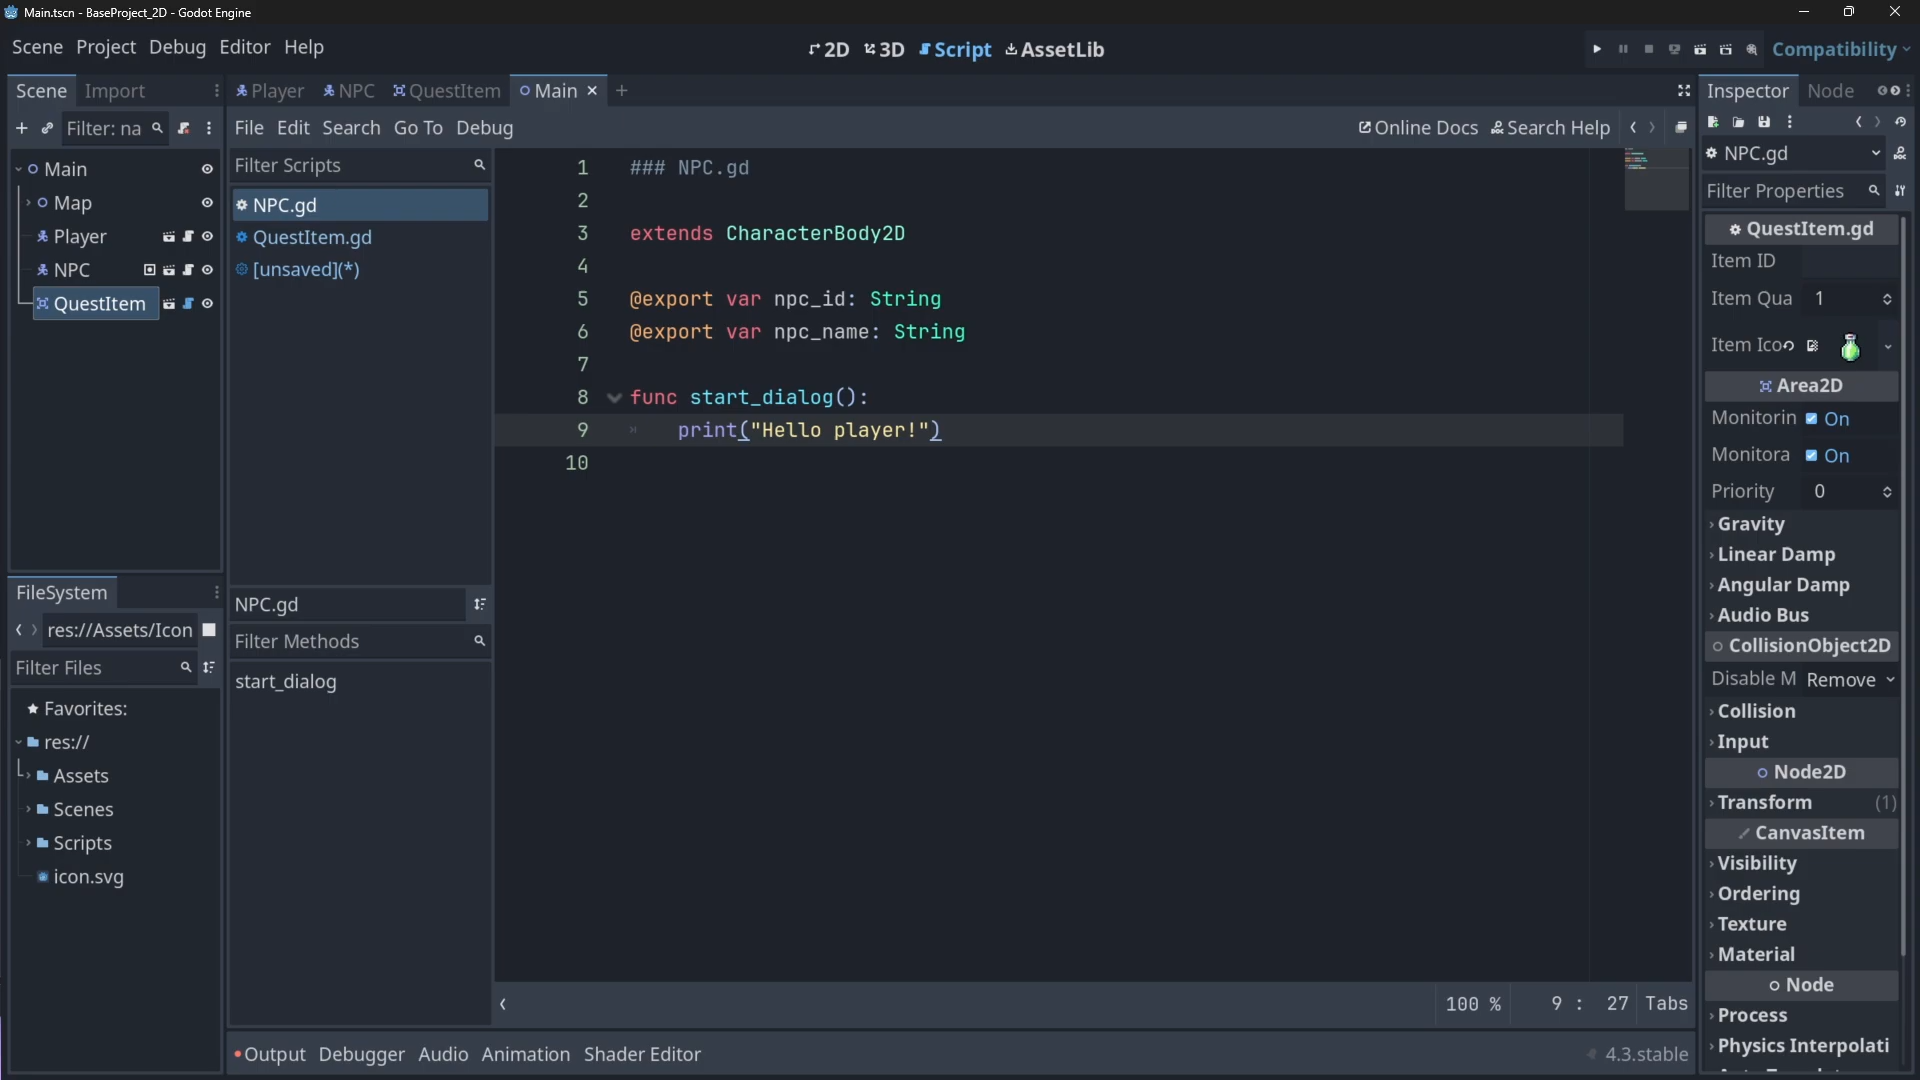 Main.tscn - BaseProject_2D - Godot Engine
Scene Project Debug Editor Help
2D 3D Script AssetLib
Compatibility
Scene Import
Player NPC QuestItem Main
Inspector Node
Filter: na
File Edit Search Go To Debug
Online Docs Search Help
Main
Map
Player
NPC
QuestItem
Filter Scripts
NPC.gd
QuestItem.gd
[unsaved](*)
1 ### NPC.gd
2
3 extends CharacterBody2D
4
5 @export var npc_id: String
6 @export var npc_name: String
7
8 func start_dialog():
9 print("Hello player!")
10
NPC.gd
Filter Methods
start_dialog
FileSystem
res://Assets/Icon
Filter Files
Favorites:
res://
Assets
Scenes
Scripts
icon.svg
100 % 9 : 27 Tabs
Output Debugger Audio Animation Shader Editor
4.3.stable
NPC.gd
Filter Properties
QuestItem.gd
Item ID
Item Qua 1
Item Ico
Area2D
Monitorin On
Monitora On
Priority 0
Gravity
Linear Damp
Angular Damp
Audio Bus
CollisionObject2D
Disable M Remove
Collision
Input
Node2D
Transform (1)
CanvasItem
Visibility
Ordering
Texture
Material
Node
Process
Physics Interpolati